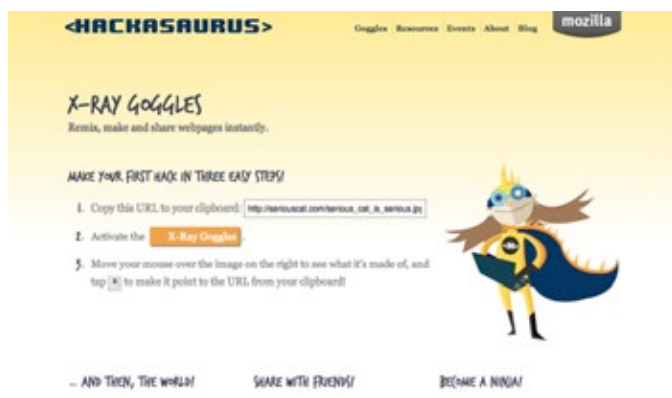 <HACKASAURUS>
Goggles Resources Events About Blog
mozilla
X-RAY GOGGLES
Remix, make and share webpages instantly.
MAKE YOUR FIRST HACK IN THREE EASY STEPS!
1. Copy this URL to your clipboard: http://seriouscat.com/serious_cat_is_serious.jpg
2. Activate the X-Ray Goggles.
3. Move your mouse over the image on the right to see what it's made of, and
tap R to make it point to the URL from your clipboard!
... AND THEN, THE WORLD!
SHARE WITH FRIENDS!
BECOME A NINJA!